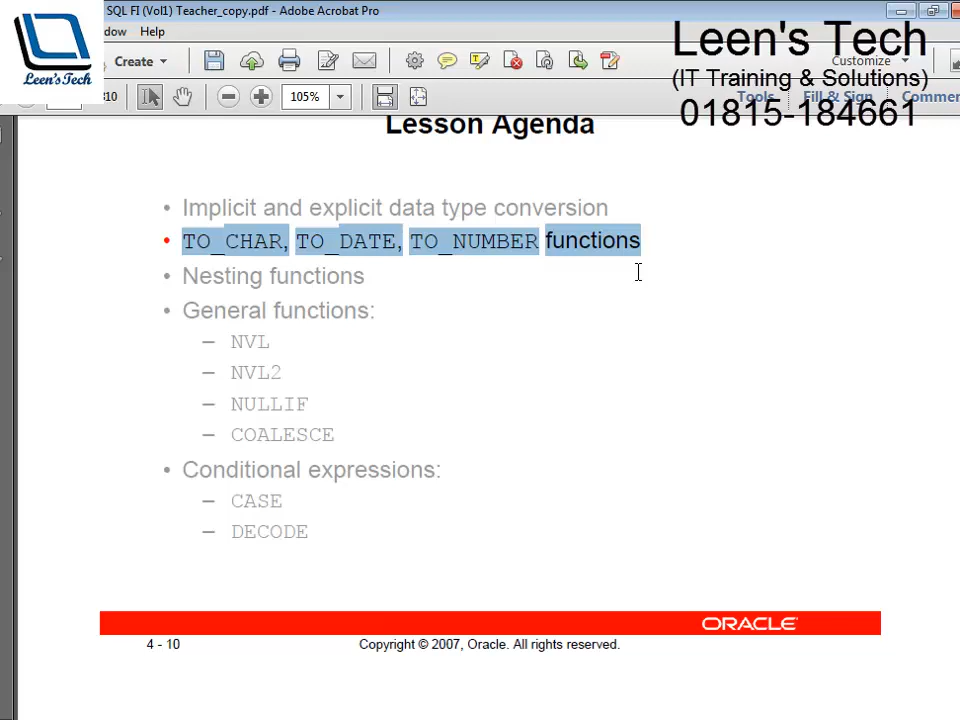 SQL FI (Vol1) Teacher_copy.pdf - Adobe Acrobat Pro
Leen's Tech
dow Help
Leen'sTech
Create
Customize
(IT Training & Solutions)
10
105%
Tools
Fill & Sign
Comme
01815-184661
Lesson Agenda
• Implicit and explicit data type conversion
• TO_CHAR, TO_DATE, TO_NUMBER functions
• Nesting functions
• General functions:
– NVL
– NVL2
– NULLIF
– COALESCE
• Conditional expressions:
– CASE
– DECODE
ORACLE
4 - 10
Copyright © 2007, Oracle. All rights reserved.